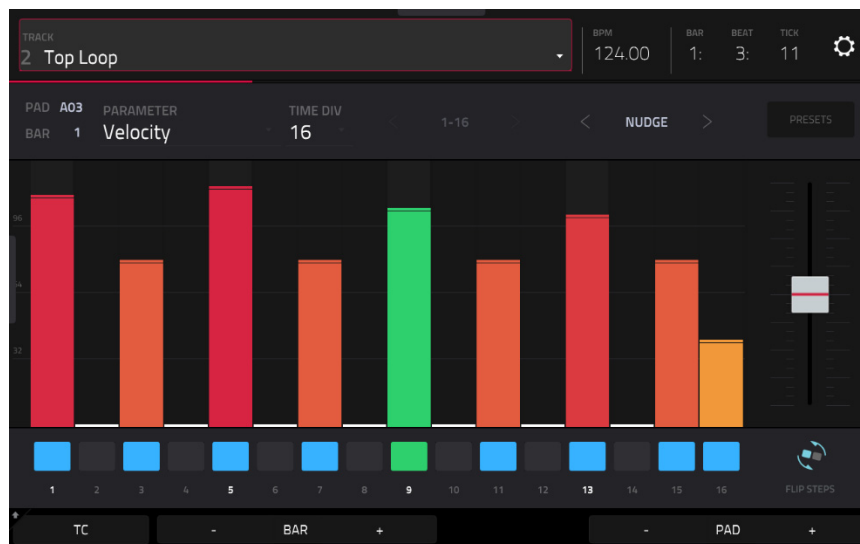 TRACK
2 Top Loop
BPM BAR BEAT TICK
124.00 1: 3: 11
PAD A03 PARAMETER TIME DIV
BAR 1 Velocity 16
< 1-16 > < NUDGE > PRESETS
96
64
32
1 2 3 4 5 6 7 8 9 10 11 12 13 14 15 16 FLIP STEPS
TC - BAR + - PAD +